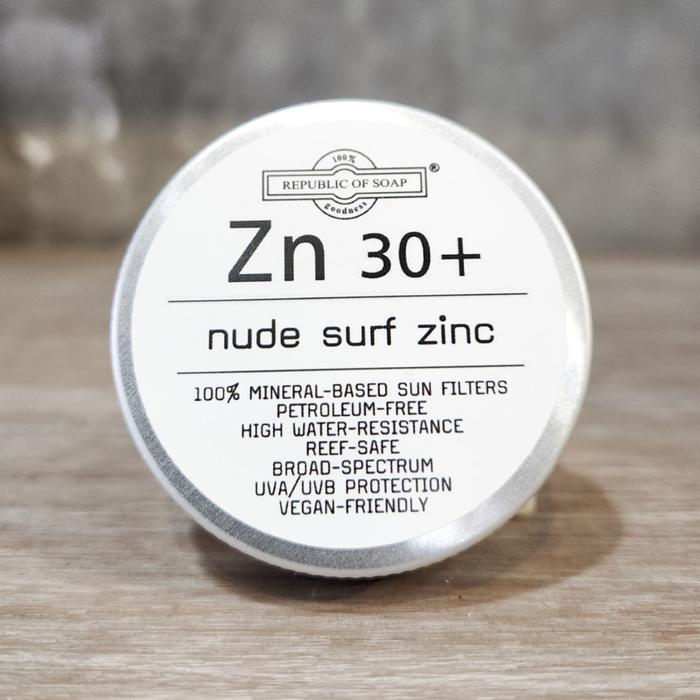 100%
REPUBLIC OF SOAP®
goodness
Zn 30+
nude surf zinc
100% MINERAL-BASED SUN FILTERS
PETROLEUM-FREE
HIGH WATER-RESISTANCE
REEF-SAFE
BROAD-SPECTRUM
UVA/UVB PROTECTION
VEGAN-FRIENDLY